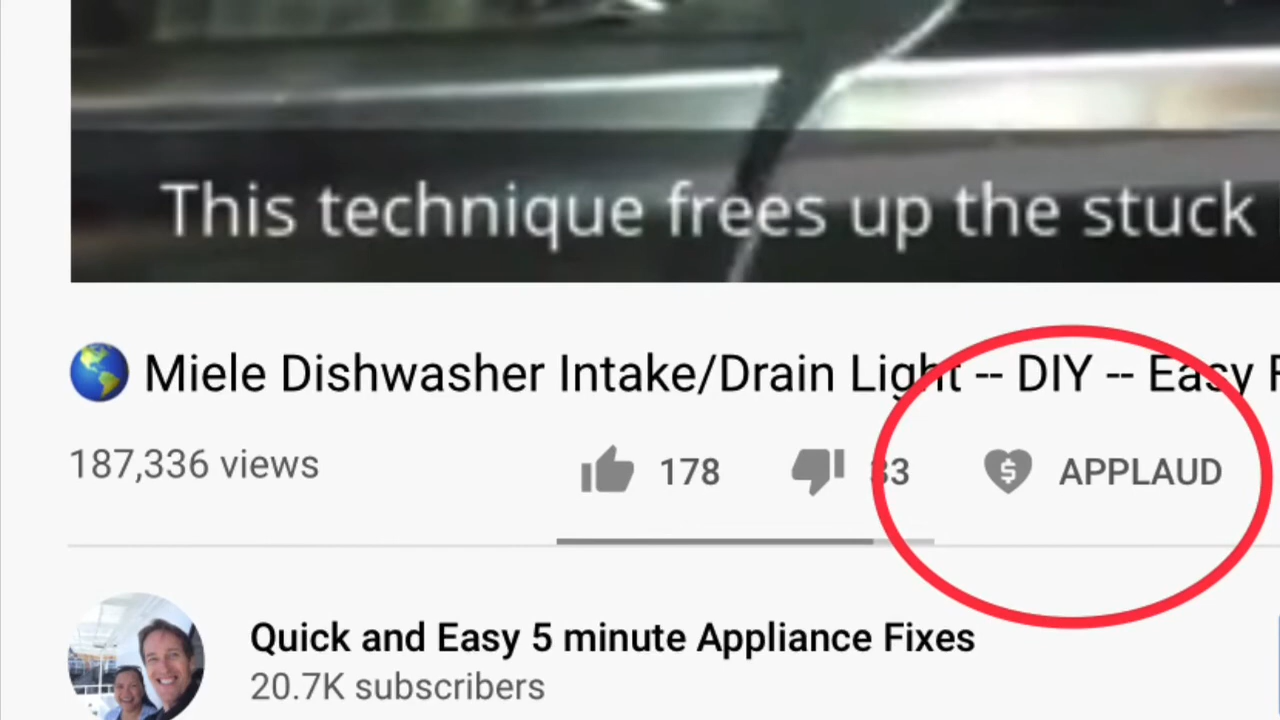 This technique frees up the stuck
Miele Dishwasher Intake/Drain Light -- DIY -- Easy
187,336 views 178 33 APPLAUD
Quick and Easy 5 minute Appliance Fixes
20.7K subscribers